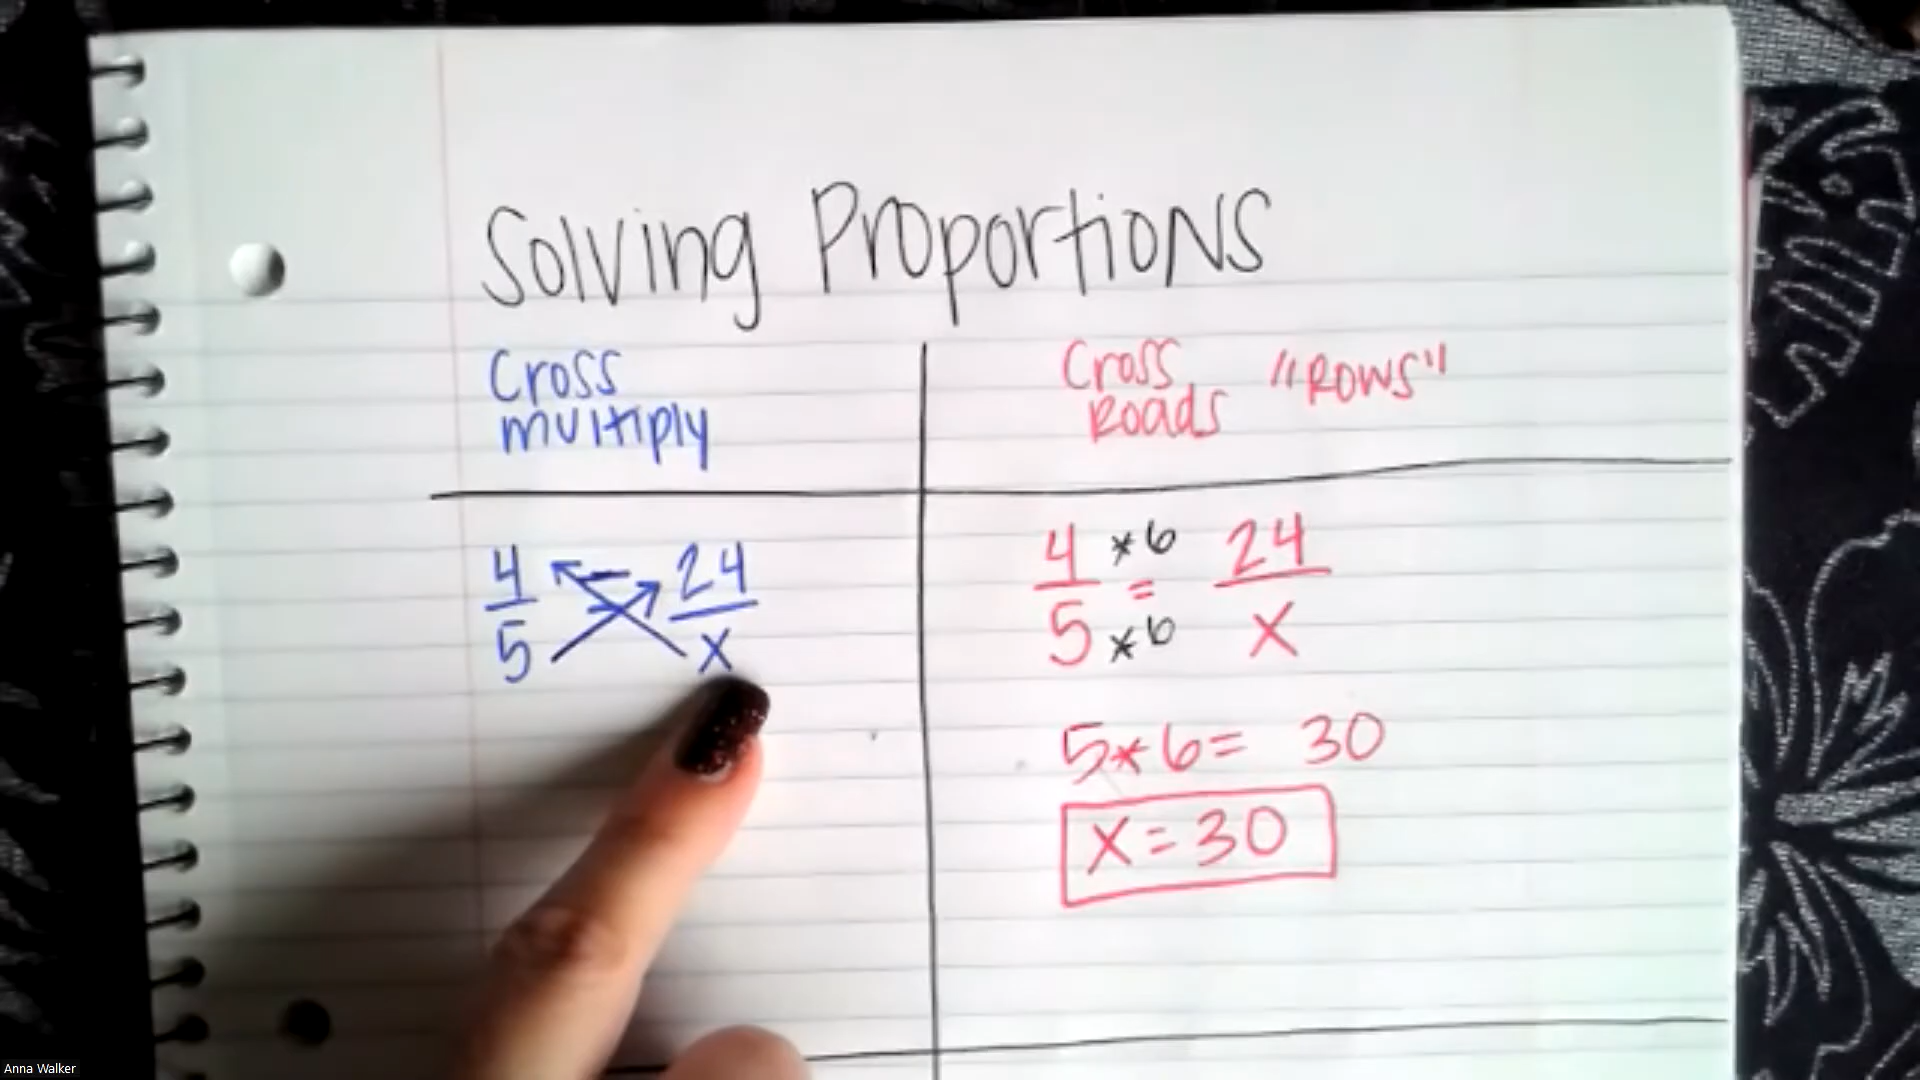 Solving Proportions
Cross
multiply
4 24
5 x
Cross "Rows"
Roads
4 *6 = 24
5 *6 x
5*6= 30
x=30
Anna Walker